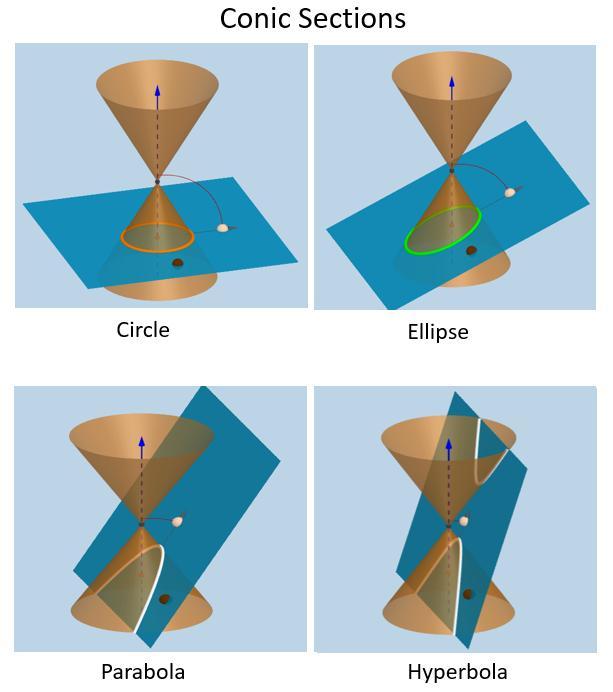 Conic Sections
Circle
Ellipse
Parabola
Hyperbola